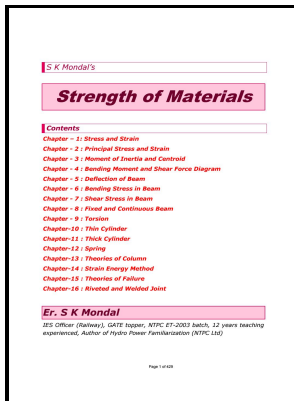 S K Mondal's
Strength of Materials
Contents
Chapter – 1: Stress and Strain
Chapter - 2 : Principal Stress and Strain
Chapter - 3 : Moment of Inertia and Centroid
Chapter - 4 : Bending Moment and Shear Force Diagram
Chapter - 5 : Deflection of Beam
Chapter - 6 : Bending Stress in Beam
Chapter - 7 : Shear Stress in Beam
Chapter - 8 : Fixed and Continuous Beam
Chapter - 9 : Torsion
Chapter-10 : Thin Cylinder
Chapter-11 : Thick Cylinder
Chapter-12 : Spring
Chapter-13 : Theories of Column
Chapter-14 : Strain Energy Method
Chapter-15 : Theories of Failure
Chapter-16 : Riveted and Welded Joint
Er. S K Mondal
IES Officer (Railway), GATE topper, NTPC ET-2003 batch, 12 years teaching
experienced, Author of Hydro Power Familiarization (NTPC Ltd)
Page 1 of 429